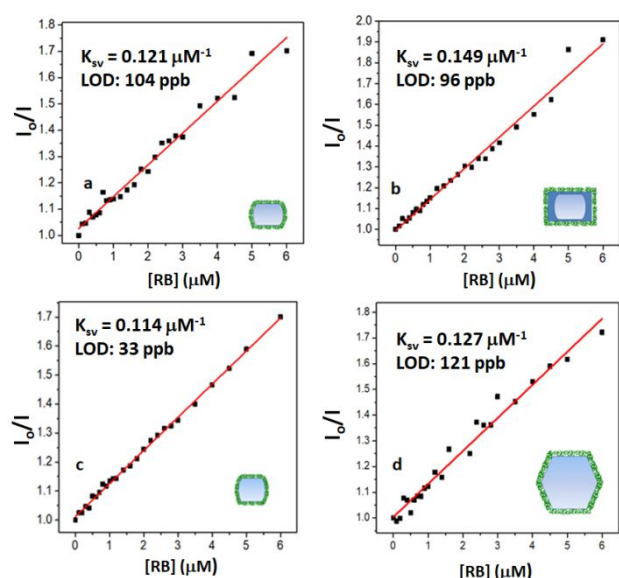 Kₛᵥ = 0.121 μM⁻¹
LOD: 104 ppb
a
I₀/I
1.8
1.7
1.6
1.5
1.4
1.3
1.2
1.1
1.0
0 1 2 3 4 5 6
[RB] (μM)
Kₛᵥ = 0.149 μM⁻¹
LOD: 96 ppb
b
I₀/I
2.0
1.9
1.8
1.7
1.6
1.5
1.4
1.3
1.2
1.1
1.0
0 1 2 3 4 5 6
[RB] (μM)
Kₛᵥ = 0.114 μM⁻¹
LOD: 33 ppb
c
I₀/I
1.7
1.6
1.5
1.4
1.3
1.2
1.1
1.0
0 1 2 3 4 5 6
[RB] (μM)
Kₛᵥ = 0.127 μM⁻¹
LOD: 121 ppb
d
I₀/I
1.8
1.7
1.6
1.5
1.4
1.3
1.2
1.1
1.0
0 1 2 3 4 5 6
[RB] (μM)